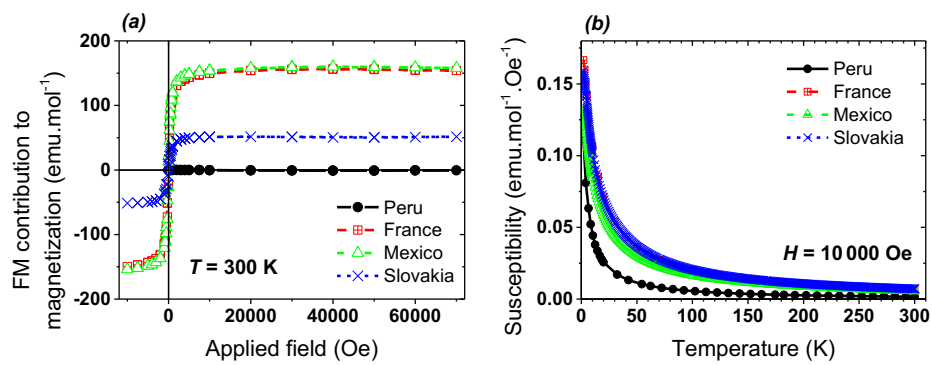 (a)
FM contribution to
magnetization (emu.mol⁻¹)
200
100
0
-100
-200
0
20000
40000
60000
Applied field (Oe)
T = 300 K
Peru
France
Mexico
Slovakia
(b)
Susceptibility (emu.mol⁻¹.Oe⁻¹)
0.15
0.10
0.05
0.00
0
50
100
150
200
250
300
Temperature (K)
Peru
France
Mexico
Slovakia
H = 10 000 Oe